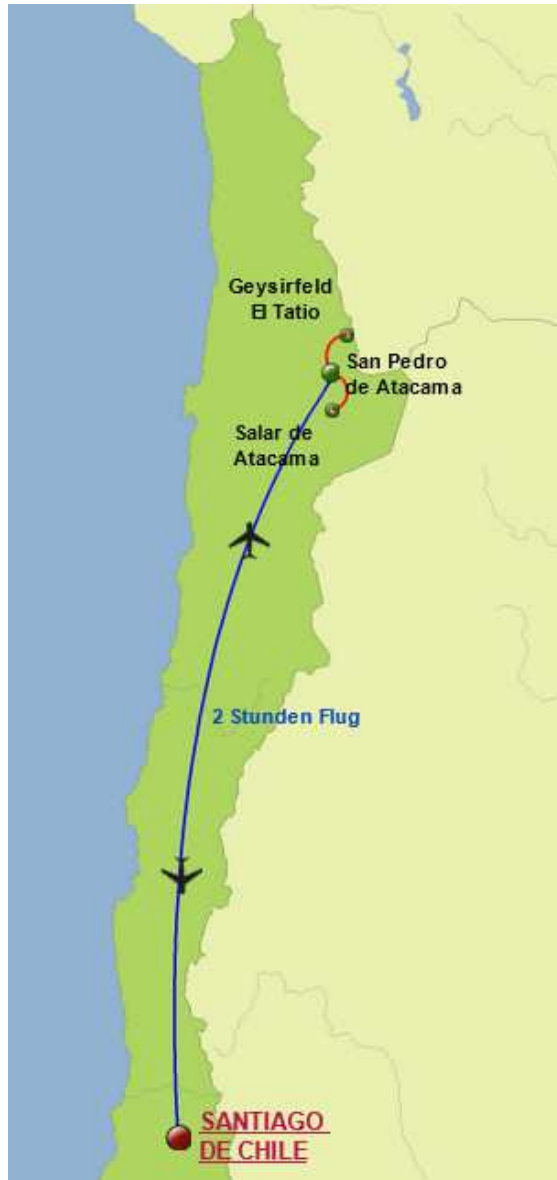 Geysirfeld
El Tatio
San Pedro
de Atacama
Salar de
Atacama
2 Stunden Flug
SANTIAGO
DE CHILE